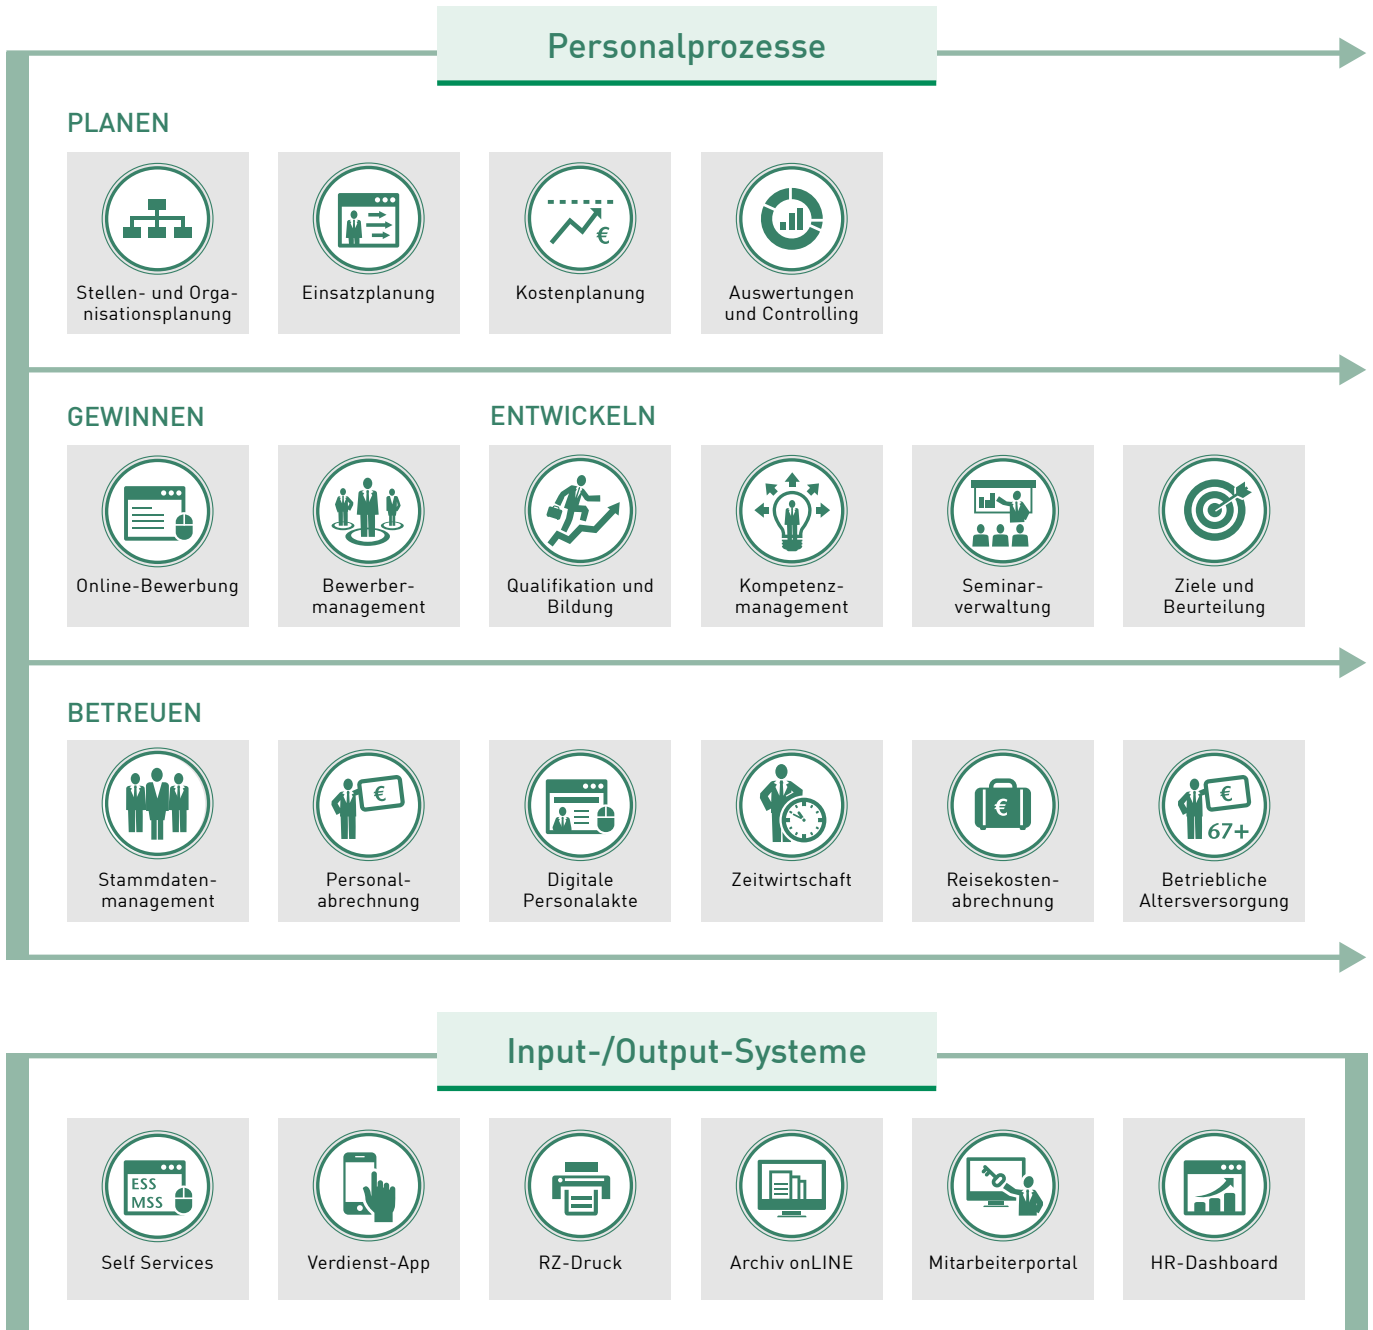 Personalprozesse
PLANEN
Stellen- und Orga-
nisationsplanung
Einsatzplanung
€
Kostenplanung
Auswertungen
und Controlling
GEWINNEN
Online-Bewerbung
Bewerber-
management
ENTWICKELN
Qualifikation und
Bildung
Kompetenz-
management
Seminar-
verwaltung
Ziele und
Beurteilung
BETREUEN
Stammdaten-
management
€
Personal-
abrechnung
Digitale
Personalakte
Zeitwirtschaft
€
Reisekosten-
abrechnung
€
67+
Betriebliche
Altersversorgung
Input-/Output-Systeme
ESS
MSS
Self Services
Verdienst-App
RZ-Druck
Archiv onLINE
Mitarbeiterportal
HR-Dashboard